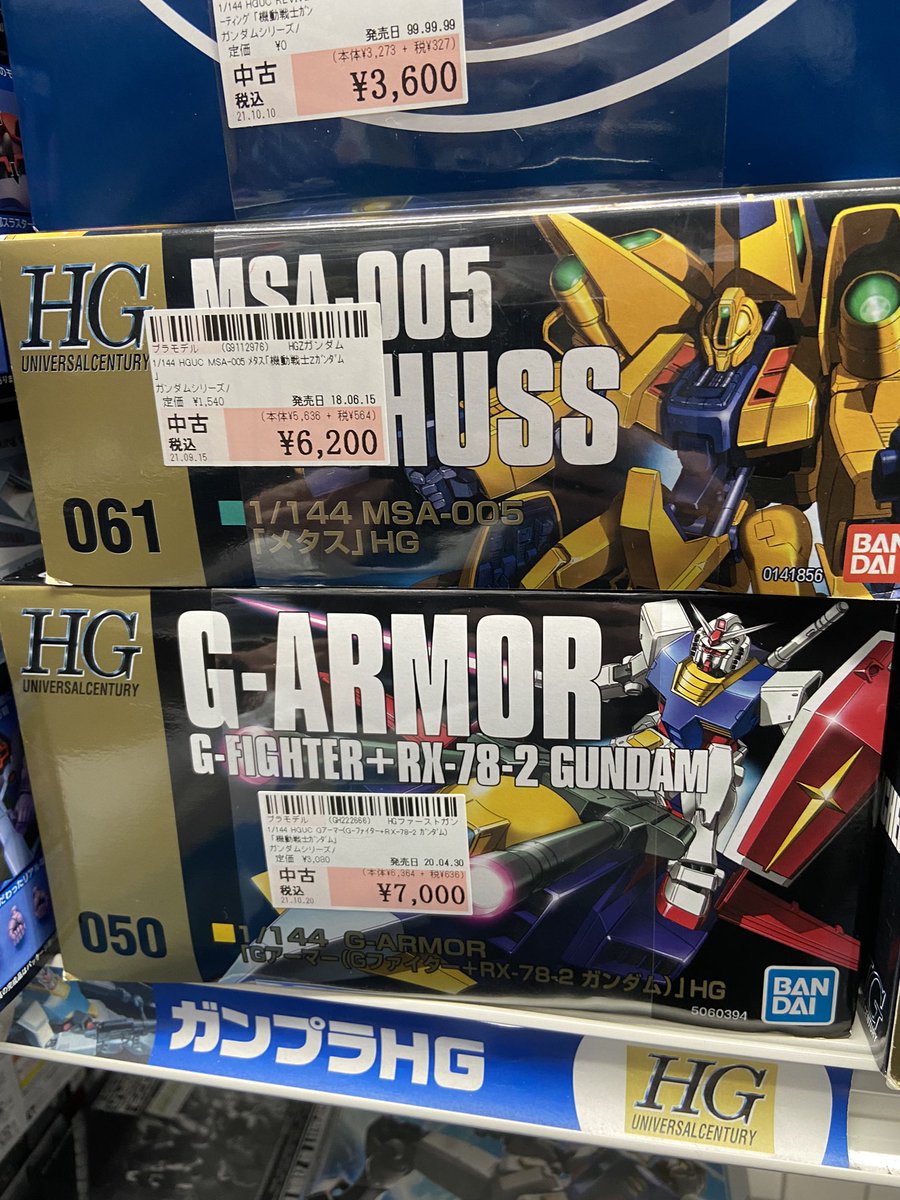 1/144 HGUC REVIV
ーティング「機動戦士ガン
ガンダムシリーズ/
定価 ¥0
発売日 99.99.99
(本体¥3,273 + 税¥327)
中古
税込
¥3,600
21.10.10
HG
UNIVERSALCENTURY
MSA-005
HUSS
プラモデル (G9112976) HGZガンダム
1/144 HGUC MSA-005 メタス「機動戦士Zガンダム
」
ガンダムシリーズ/
定価 ¥1,540
発売日 18.06.15
(本体¥5,636 + 税¥564)
中古
税込
¥6,200
21.09.15
061
1/144 MSA-005
「メタス」HG
0141856
BAN
DAI
HG
UNIVERSALCENTURY
G-ARMOR
G-FIGHTER+RX-78-2 GUNDAM
プラモデル (GH222666) HGファーストガン
1/144 HGUC Gアーマー(G-ファイター+RX-78-2 ガンダム)
「機動戦士ガンダム」
ガンダムシリーズ/
定価 ¥3,080
発売日 20.04.30
(本体¥6,364 + 税¥636)
中古
税込
¥7,000
21.10.20
050
1/144 G-ARMOR
「Gアーマー(Gファイター+RX-78-2 ガンダム)」HG
5060394
BAN
DAI
ガンプラHG
HG
UNIVERSALCENTURY